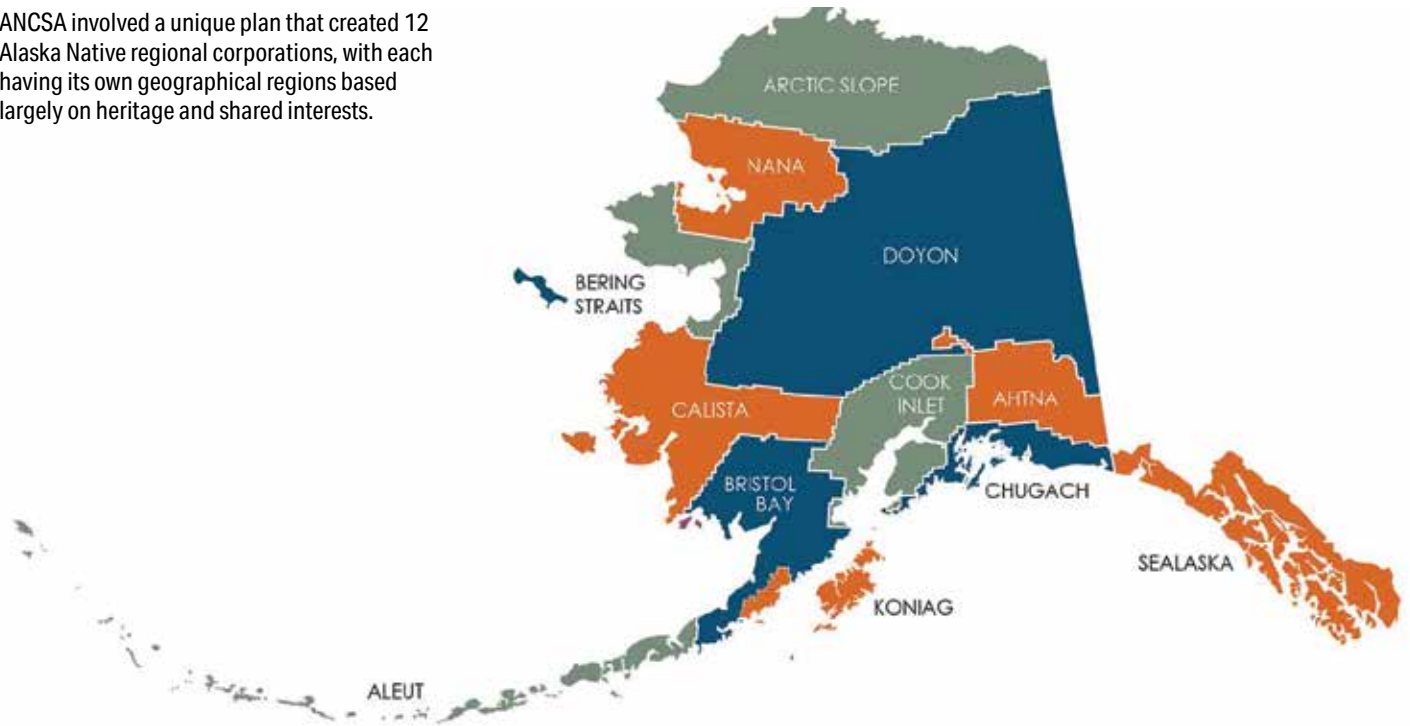 ANCSA involved a unique plan that created 12
Alaska Native regional corporations, with each
having its own geographical regions based
largely on heritage and shared interests.
ARCTIC SLOPE
NANA
DOYON
BERING
STRAITS
COOK
INLET
AHTNA
CALISTA
BRISTOL
BAY
CHUGACH
SEALASKA
KONIAG
ALEUT